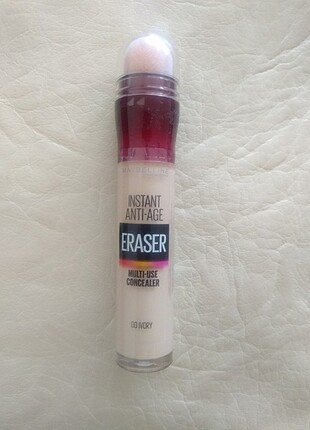 INSTANT
ANTI-AGE
ERASER
MULTI-USE
CONCEALER
00 IVORY